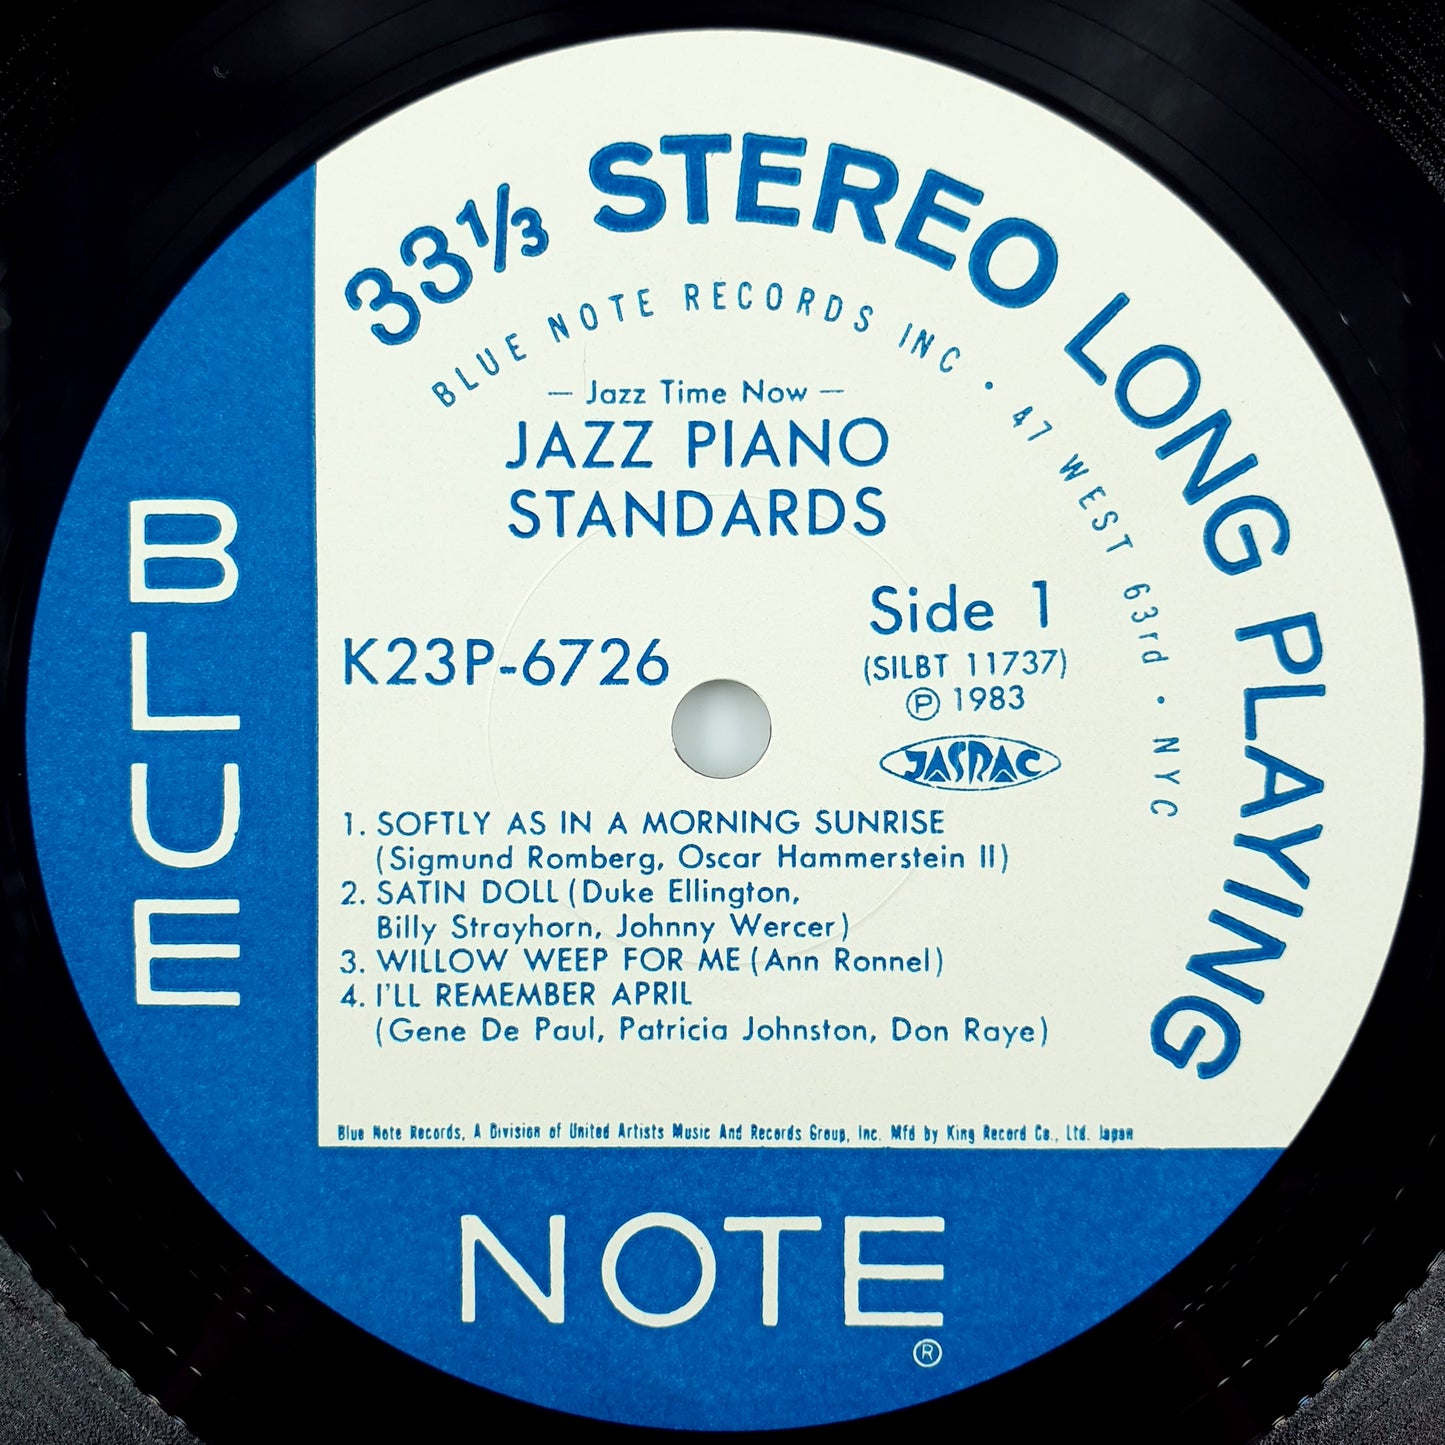 33⅓ STEREO LONG PLAYING
BLUE NOTE RECORDS INC • 47 WEST 63rd • NYC
— Jazz Time Now —
JAZZ PIANO
STANDARDS
Side 1
K23P-6726
(SILBT 11737)
Ⓟ 1983
JASRAC
1. SOFTLY AS IN A MORNING SUNRISE
(Sigmund Romberg, Oscar Hammerstein II)
2. SATIN DOLL (Duke Ellington,
Billy Strayhorn, Johnny Wercer)
3. WILLOW WEEP FOR ME (Ann Ronnel)
4. I'LL REMEMBER APRIL
(Gene De Paul, Patricia Johnston, Don Raye)
Blue Note Records, A Division of United Artists Music And Records Group, Inc. Mfd by King Record Co., Ltd. Japan
BLUE
NOTE
®